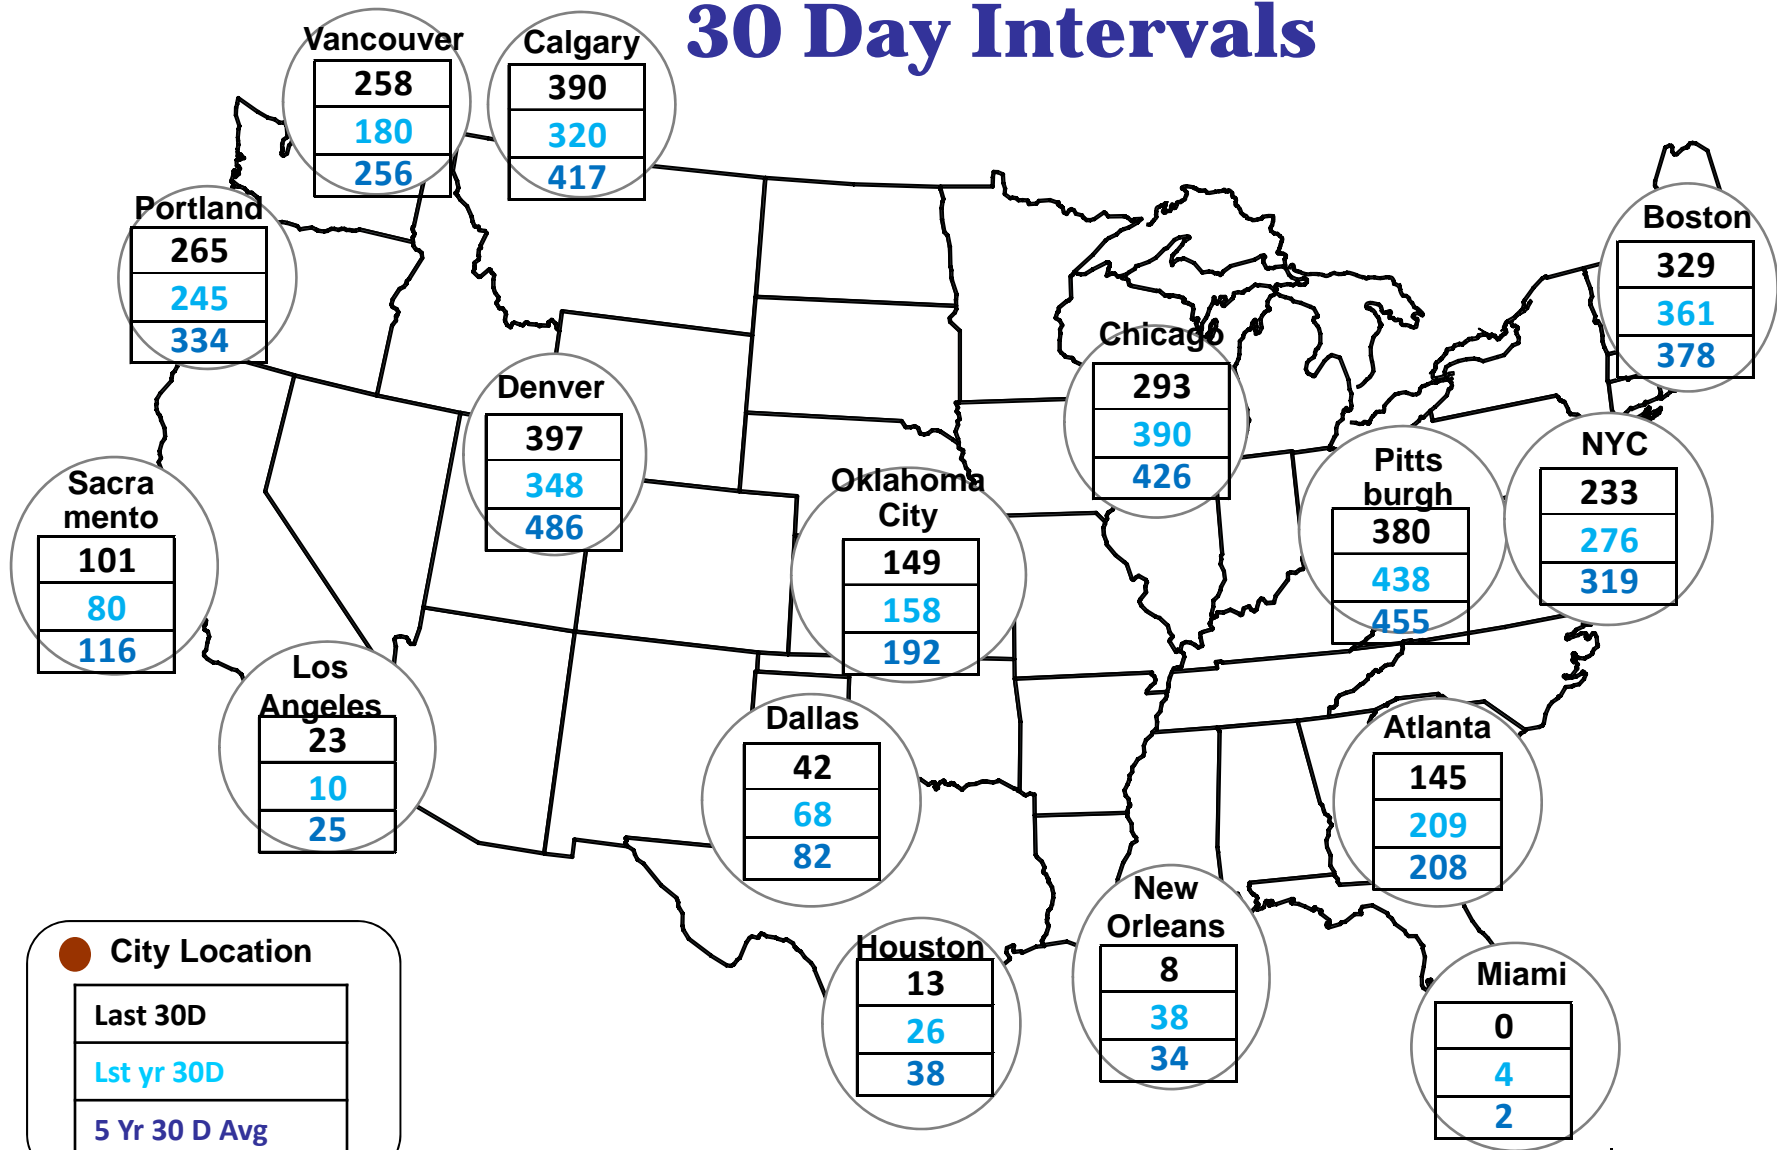 30 Day Intervals
Vancouver
258
180
256
Calgary
390
320
417
Portland
265
245
334
Boston
329
361
378
Chicago
293
390
426
Denver
397
348
486
NYC
233
276
319
Pitts
burgh
380
438
455
Oklahoma
City
149
158
192
Sacra
mento
101
80
116
Los
Angeles
23
10
25
Dallas
42
68
82
Atlanta
145
209
208
New
Orleans
8
38
34
Houston
13
26
38
Miami
0
4
2
City Location
Last 30D
Lst yr 30D
5 Yr 30 D Avg